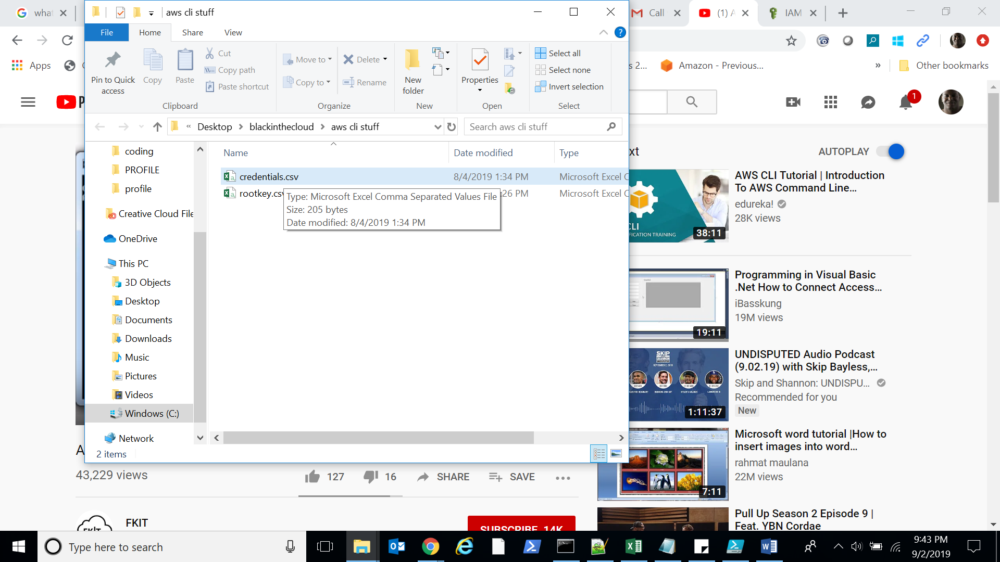 what
aws cli stuff
Call
(1) A
IAM
File
Home
Share
View
Apps
Pin to Quick access
Copy
Paste
Cut
Copy path
Paste shortcut
Clipboard
Move to
Copy to
Delete
Rename
Organize
New folder
New
Properties
Open
Select all
Select none
Invert selection
Select
s 2...
Amazon - Previous...
»
Other bookmarks
1
« Desktop > blackinthecloud > aws cli stuff
Search aws cli stuff
coding
PROFILE
profile
Creative Cloud File
OneDrive
This PC
3D Objects
Desktop
Documents
Downloads
Music
Pictures
Videos
Windows (C:)
Network
Name
Date modified
Type
credentials.csv
8/4/2019 1:34 PM
Microsoft Excel C
rootkey.csv
:26 PM
Microsoft Excel C
Type: Microsoft Excel Comma Separated Values File
Size: 205 bytes
Date modified: 8/4/2019 1:34 PM
2 items
xt
AUTOPLAY
CLI
FICATION TRAINING
38:11
AWS CLI Tutorial | Introduction
To AWS Command Line...
edureka!
28K views
19:11
Programming in Visual Basic
.Net How to Connect Access...
iBasskung
19M views
SKIP
SHANNON
UNDISPUTED
SEPTEMBER 2, 2019
1:11:37
UNDISPUTED Audio Podcast
(9.02.19) with Skip Bayless,...
Skip and Shannon: UNDISPU...
Recommended for you
New
7:11
Microsoft word tutorial |How to
insert images into word...
rahmat maulana
22M views
Pull Up Season 2 Episode 9 |
Feat. YBN Cordae
A
43,229 views
127
16
SHARE
SAVE
FKIT
FKIT
SUBSCRIBE 14K
Type here to search
9:43 PM
9/2/2019